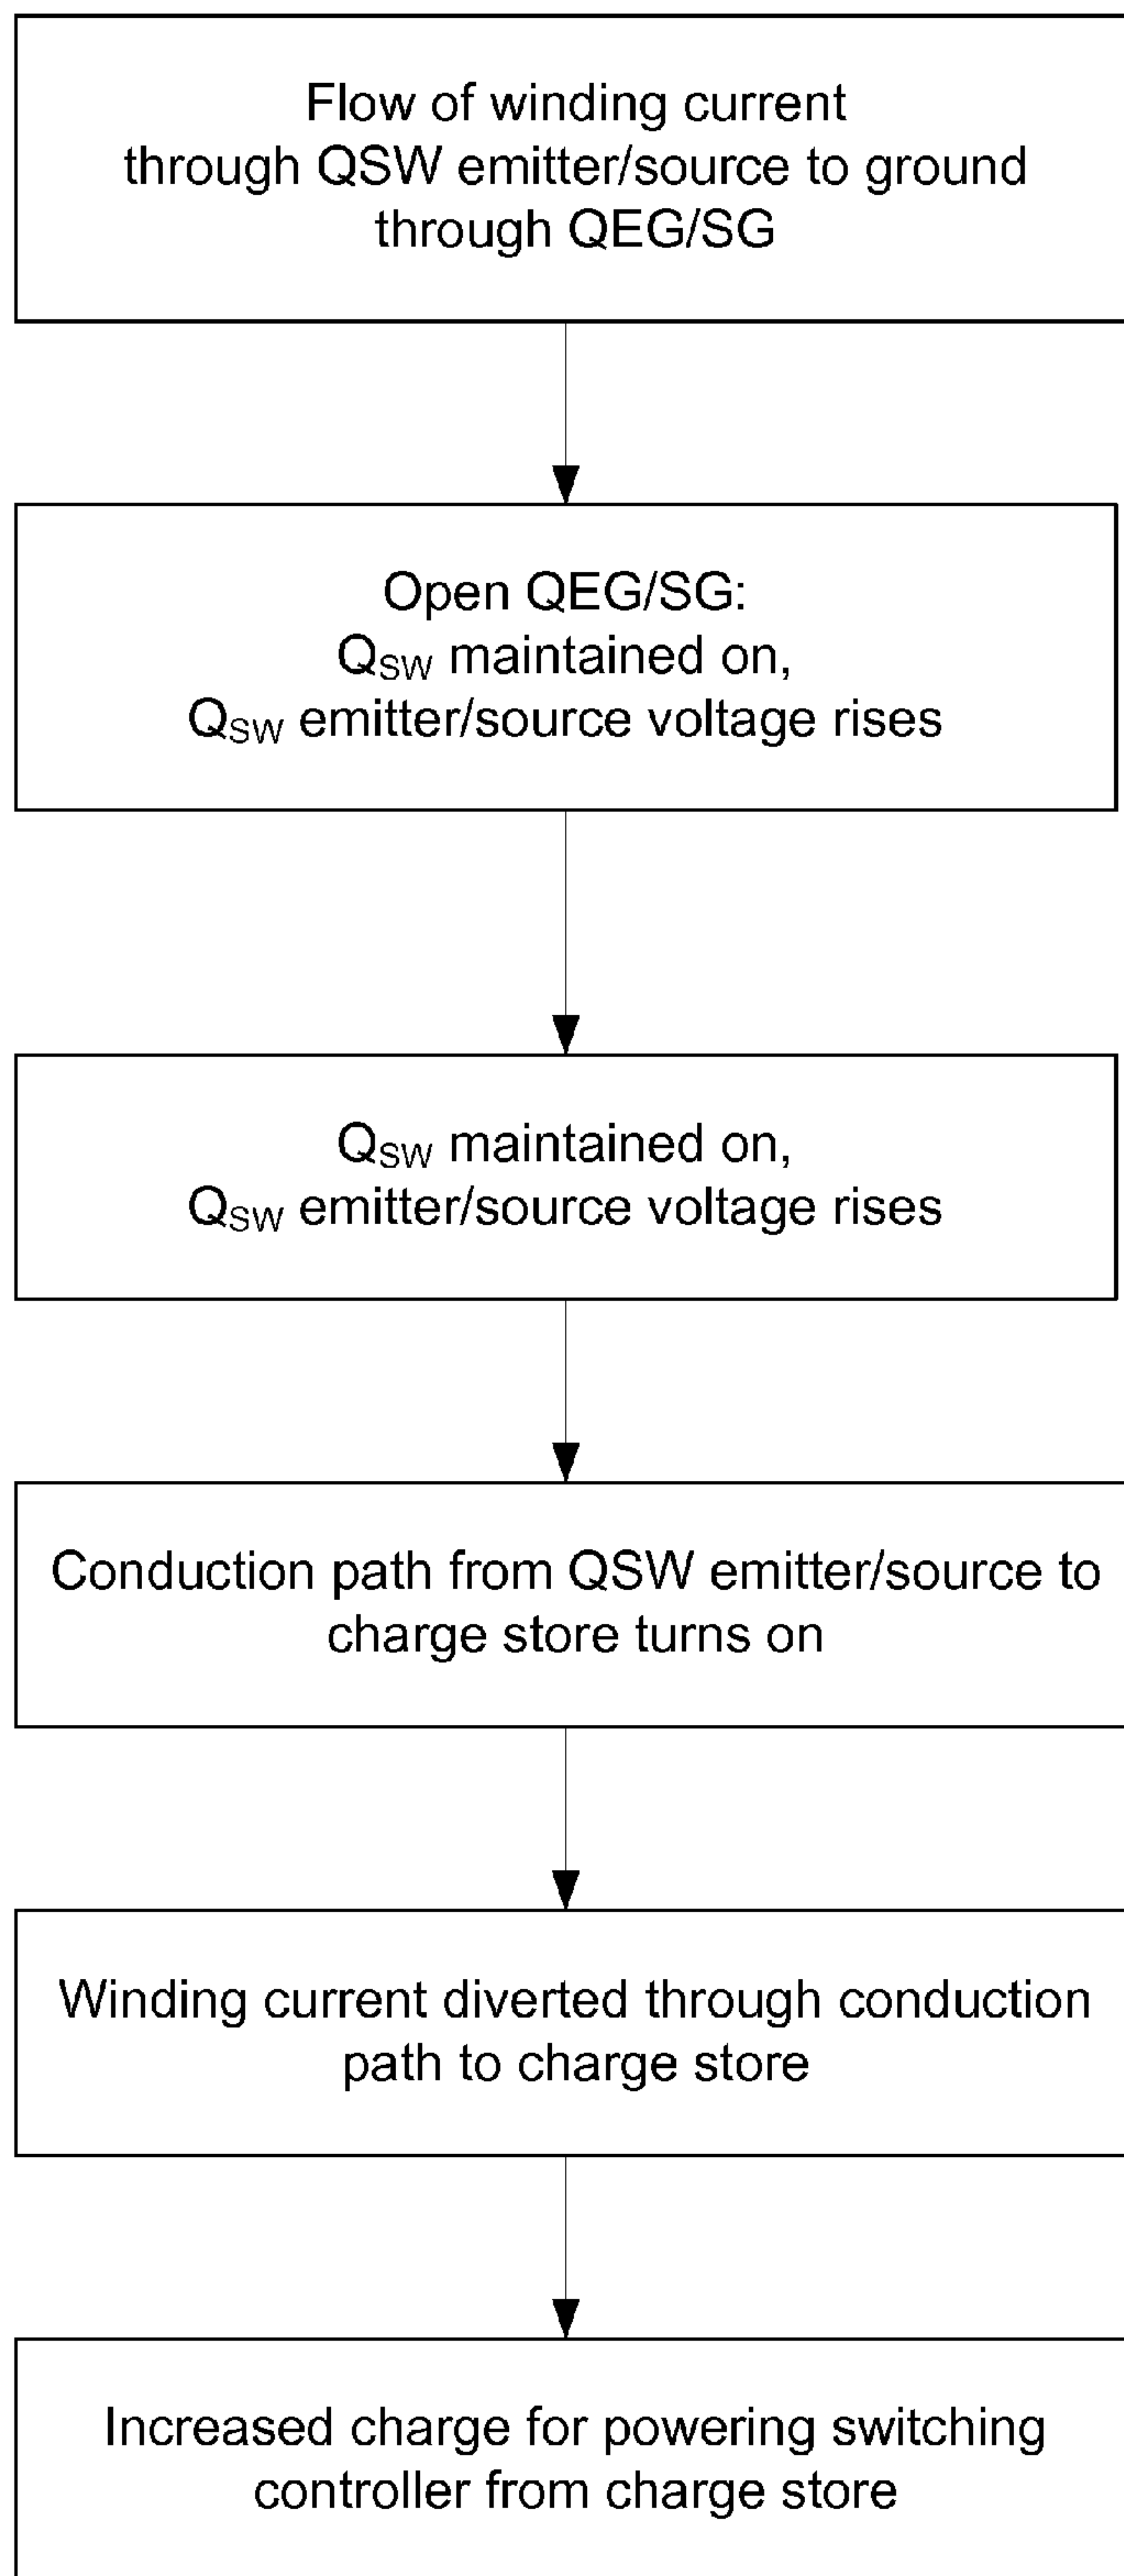 Flow of winding current
through QSW emitter/source to ground
through QEG/SG
Open QEG/SG:
QSW maintained on,
QSW emitter/source voltage rises
QSW maintained on,
QSW emitter/source voltage rises
Conduction path from QSW emitter/source to
charge store turns on
Winding current diverted through conduction
path to charge store
Increased charge for powering switching
controller from charge store